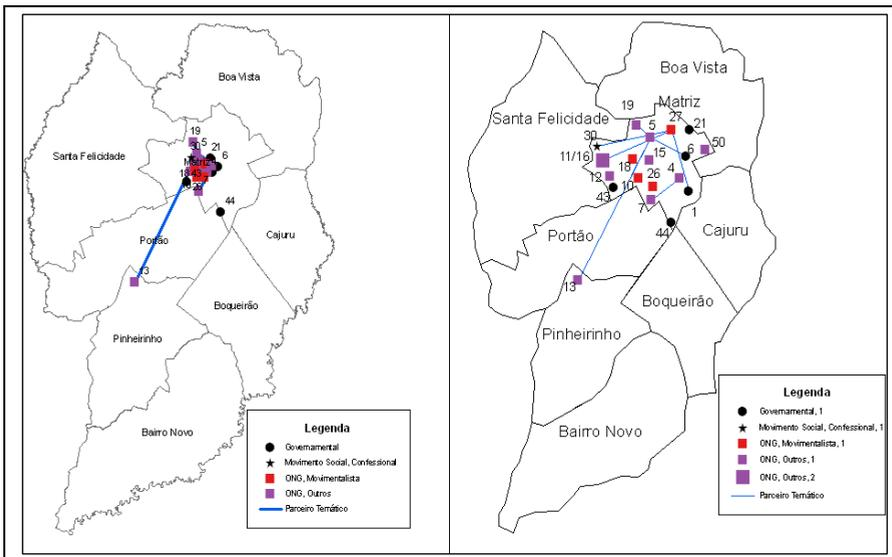 Boa Vista
Santa Felicidade
19
5
30
21
6
Matriz
18
43
44
Portão
Cajuru
13
Boqueirão
Pinheirinho
Bairro Novo
Legenda
Governamental
Movimento Social, Confessional
ONG, Movimentalista
ONG, Outros
Parceiro Temático
Boa Vista
Matriz
Santa Felicidade
19
5
27
21
30
11/16
15
6
50
18
12
4
43
10
26
7
1
44
Portão
Cajuru
13
Boqueirão
Pinheirinho
Bairro Novo
Legenda
Governamental, 1
Movimento Social, Confessional, 1
ONG, Movimentalista, 1
ONG, Outros, 1
ONG, Outros, 2
Parceiro Temático